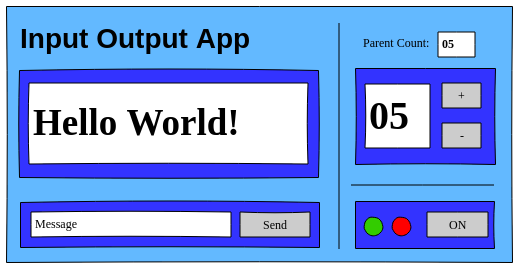 Input Output App
Hello World!
Message
Send
Parent Count: 05
05
+
-
ON